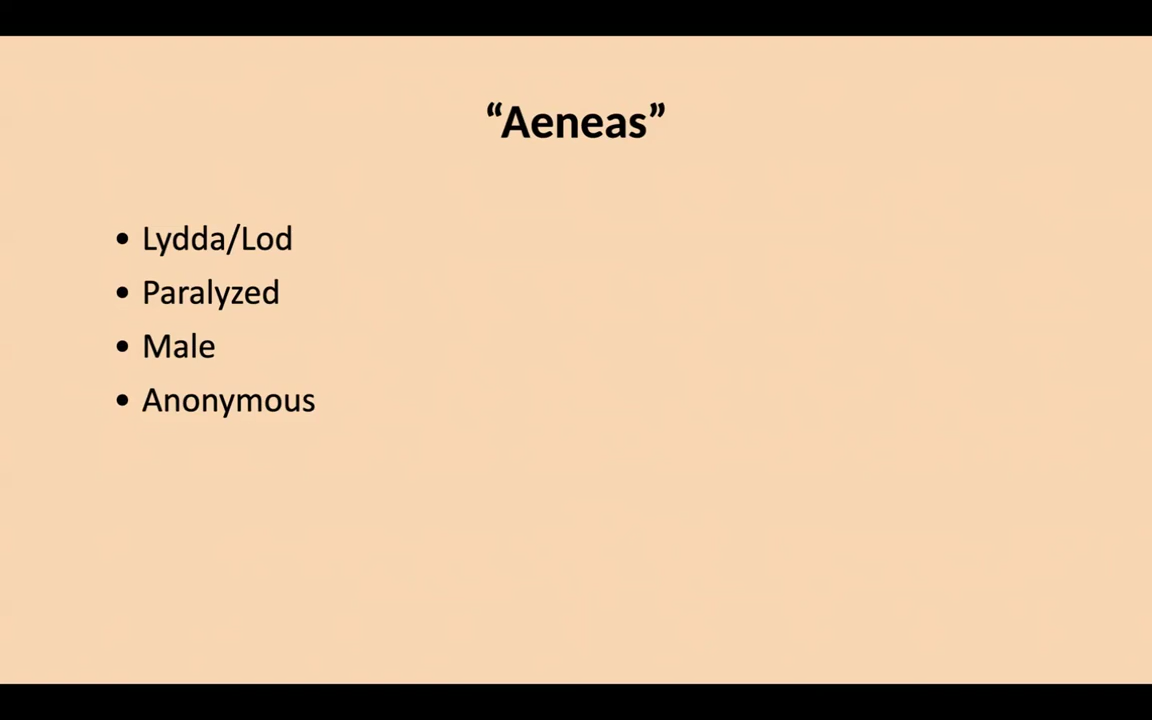 “Aeneas”
• Lydda/Lod
• Paralyzed
• Male
• Anonymous